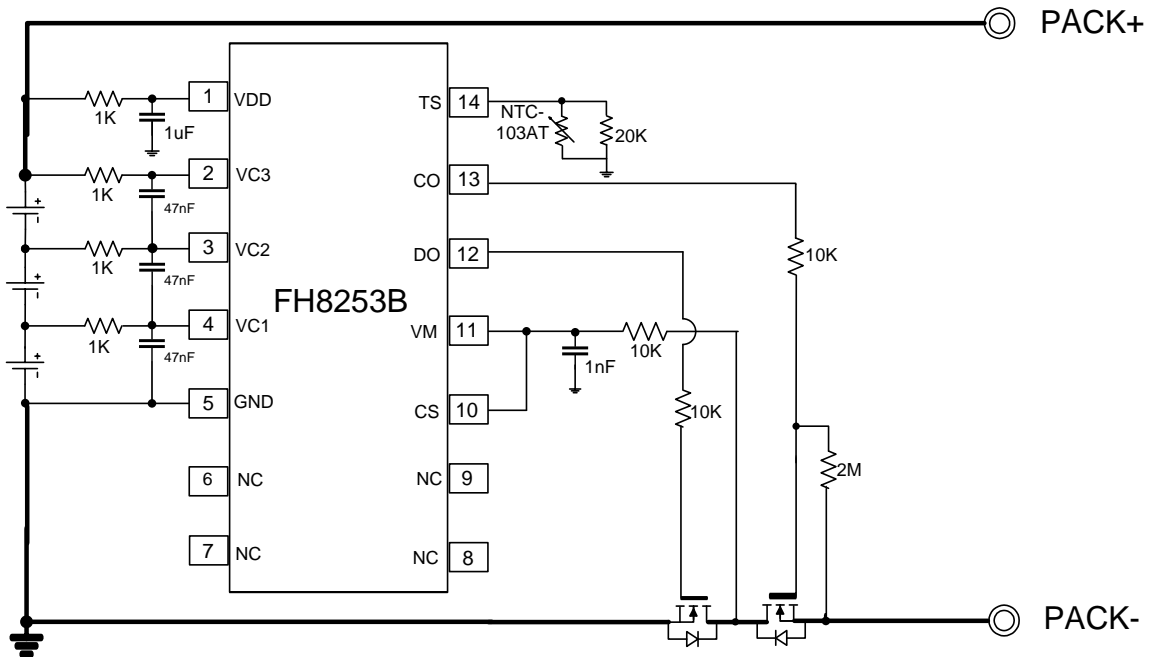 PACK+
1 VDD
1K
1uF
2 VC3
1K
47nF
3 VC2
1K
47nF
4 VC1
1K
47nF
5 GND
6 NC
7 NC
FH8253B
TS 14
NTC-
103AT
20K
CO 13
10K
DO 12
10K
VM 11
10K
1nF
CS 10
NC 9
NC 8
2M
PACK-